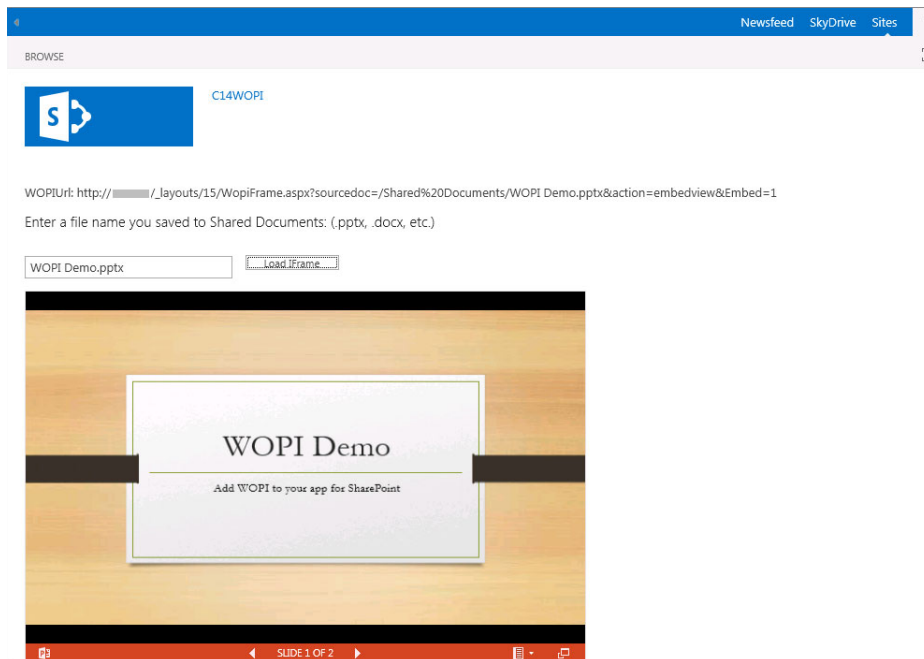 Newsfeed SkyDrive Sites
BROWSE
S
C14WOPI
WOPIUrl: http:// /_layouts/15/WopiFrame.aspx?sourcedoc=/Shared%20Documents/WOPI Demo.pptx&action=embedview&Embed=1
Enter a file name you saved to Shared Documents: (.pptx, .docx, etc.)
WOPI Demo.pptx Load IFrame
WOPI Demo
Add WOPI to your app for SharePoint
P SLIDE 1 OF 2